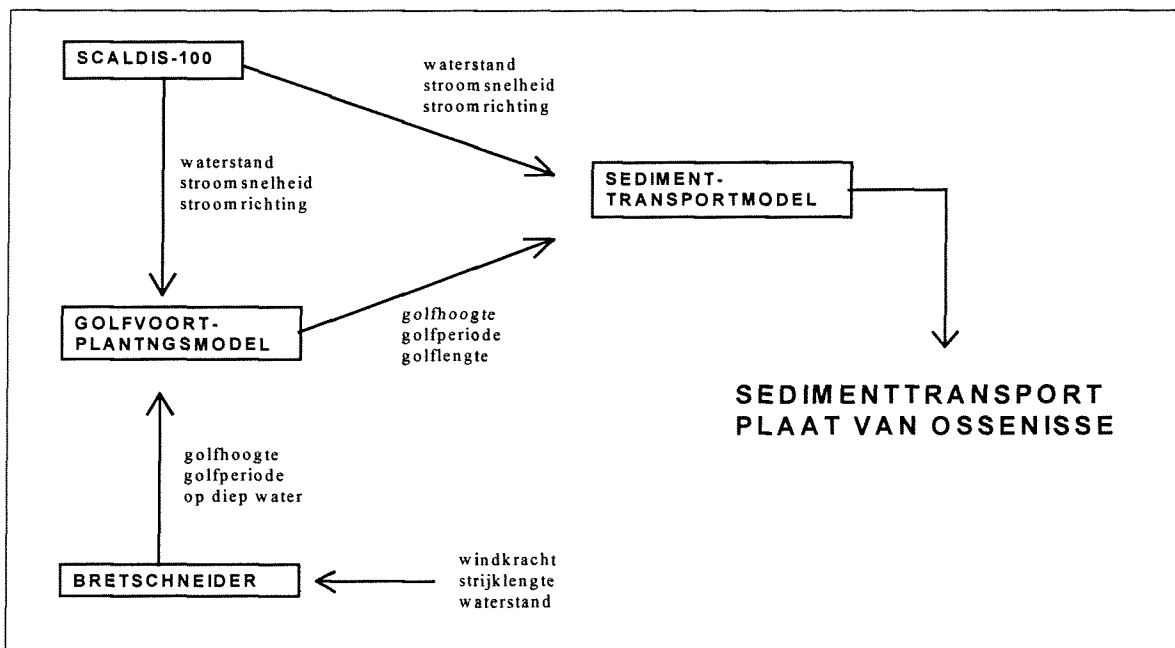 SCALDIS-100
waterstand
stroomsnelheid
stroomrichting
waterstand
stroomsnelheid
stroomrichting
SEDIMENT-
TRANSPORTMODEL
GOLFVOORT-
PLANTNGSMODEL
golfhoogte
golfperiode
golflengte
SEDIMENTTRANSPORT
PLAAT VAN OSSENISSE
golfhoogte
golfperiode
op diep water
BRETSCHNEIDER
windkracht
strijklengte
waterstand